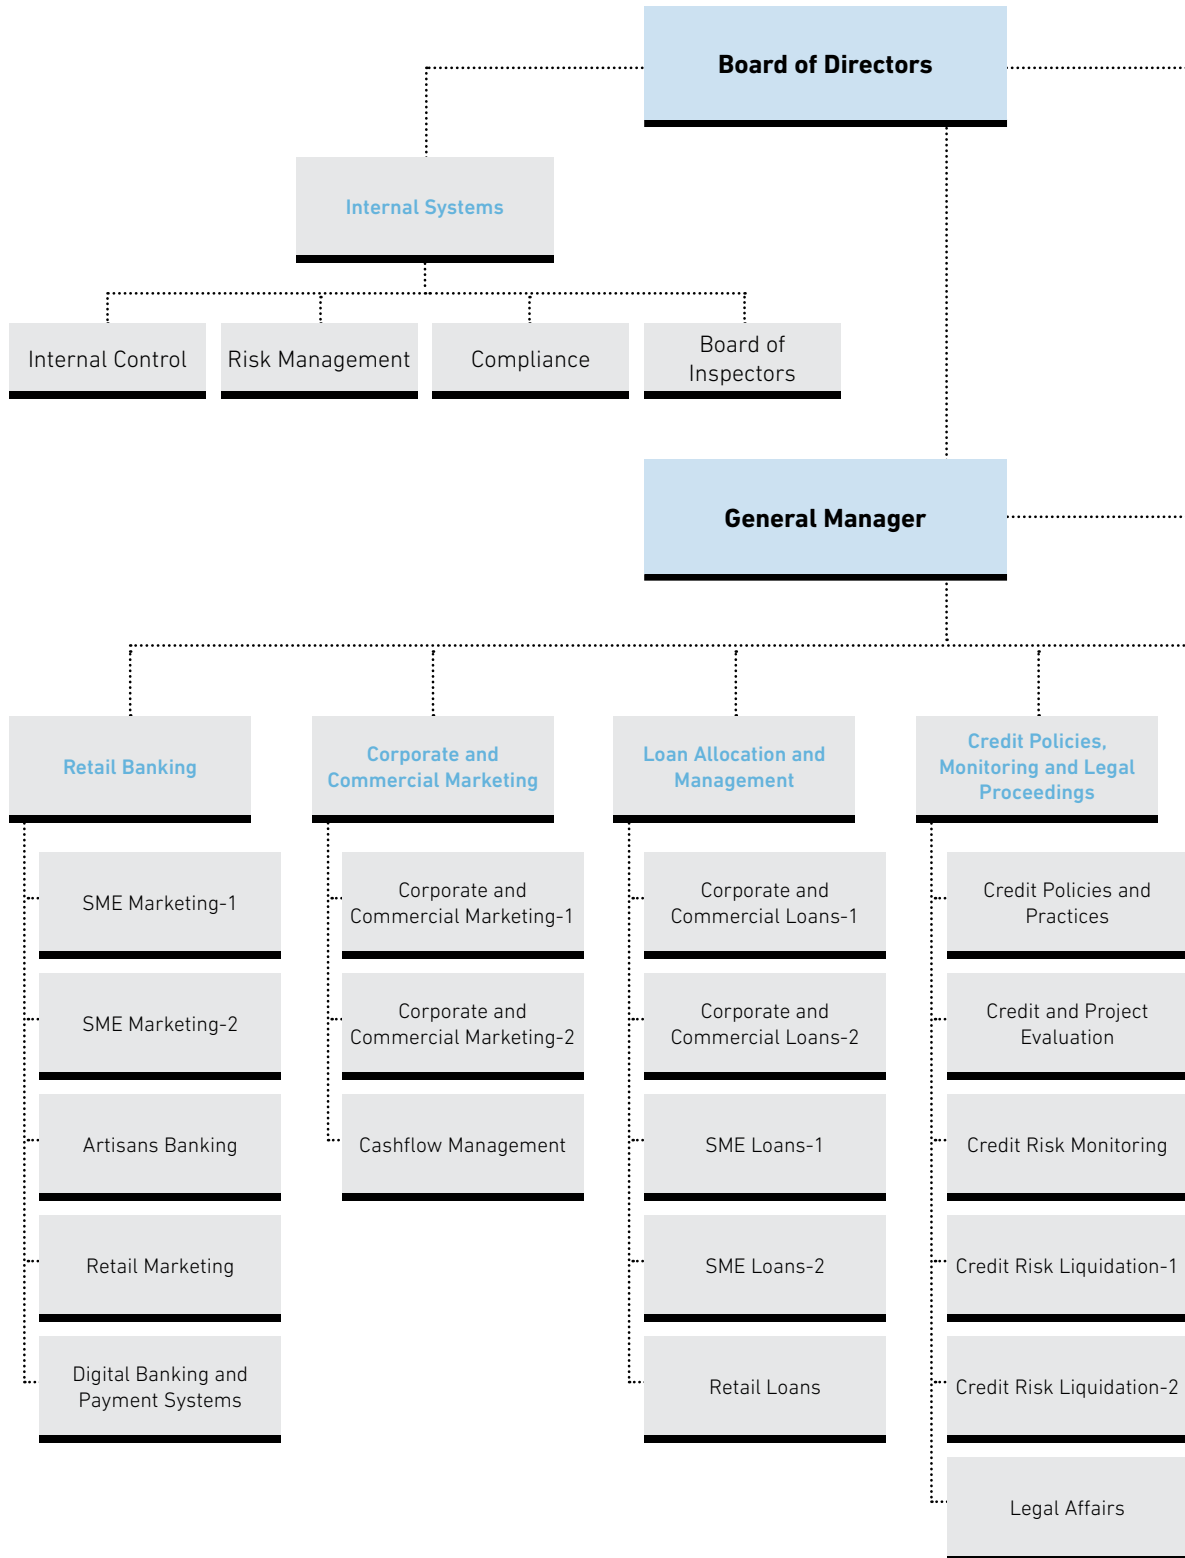 Board of Directors
Internal Systems
Internal Control
Risk Management
Compliance
Board of
Inspectors
General Manager
Retail Banking
SME Marketing-1
SME Marketing-2
Artisans Banking
Retail Marketing
Digital Banking and
Payment Systems
Corporate and
Commercial Marketing
Corporate and
Commercial Marketing-1
Corporate and
Commercial Marketing-2
Cashflow Management
Loan Allocation and
Management
Corporate and
Commercial Loans-1
Corporate and
Commercial Loans-2
SME Loans-1
SME Loans-2
Retail Loans
Credit Policies,
Monitoring and Legal
Proceedings
Credit Policies and
Practices
Credit and Project
Evaluation
Credit Risk Monitoring
Credit Risk Liquidation-1
Credit Risk Liquidation-2
Legal Affairs